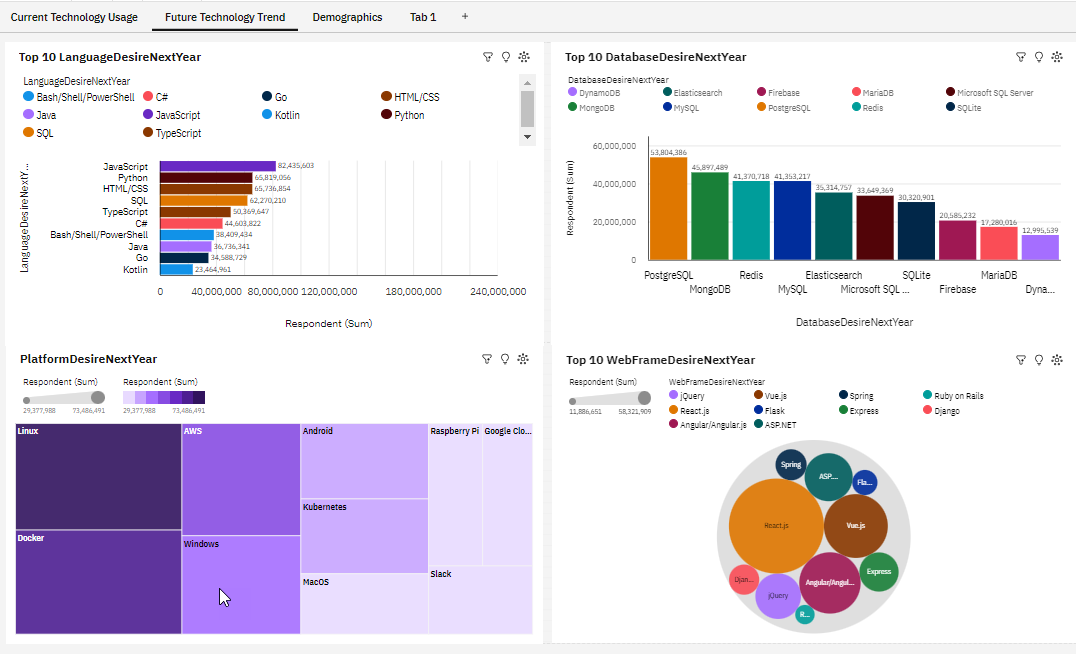 Current Technology Usage Future Technology Trend Demographics Tab 1 +
Top 10 LanguageDesireNextYear
LanguageDesireNextYear
Bash/Shell/PowerShell C# Go HTML/CSS
Java JavaScript Kotlin Python
SQL TypeScript
LanguageDesireNextY...
JavaScript 82,435,603
Python 65,819,056
HTML/CSS 65,736,854
SQL 62,270,210
TypeScript 50,369,647
C# 44,603,822
Bash/Shell/PowerShell 38,409,434
Java 36,736,341
Go 34,588,729
Kotlin 23,464,961
0 40,000,000 80,000,000 120,000,000 180,000,000 240,000,000
Respondent (Sum)
Top 10 DatabaseDesireNextYear
DatabaseDesireNextYear
DynamoDB Elasticsearch Firebase MariaDB Microsoft SQL Server
MongoDB MySQL PostgreSQL Redis SQLite
Respondent (Sum)
60,000,000
40,000,000
20,000,000
0
53,804,386
45,897,489
41,370,718
41,353,217
35,314,757
33,649,369
30,320,901
20,585,232
17,280,016
12,995,539
PostgreSQL Redis Elasticsearch SQLite MariaDB
MongoDB MySQL Microsoft SQL ... Firebase Dyna...
DatabaseDesireNextYear
PlatformDesireNextYear
Respondent (Sum) Respondent (Sum)
29,377,988 73,486,491 29,377,988 73,486,491
Linux AWS Android Raspberry Pi Google Clo...
Kubernetes
Docker Windows
Slack
MacOS
Top 10 WebFrameDesireNextYear
Respondent (Sum) WebFrameDesireNextYear
11,886,651 58,321,909
jQuery Vue.js Spring Ruby on Rails
React.js Flask Express Django
Angular/Angular.js ASP.NET
Spring
ASP....
Fla...
React.js
Vue.js
Express
Djan...
Angular/Angul...
jQuery
R...